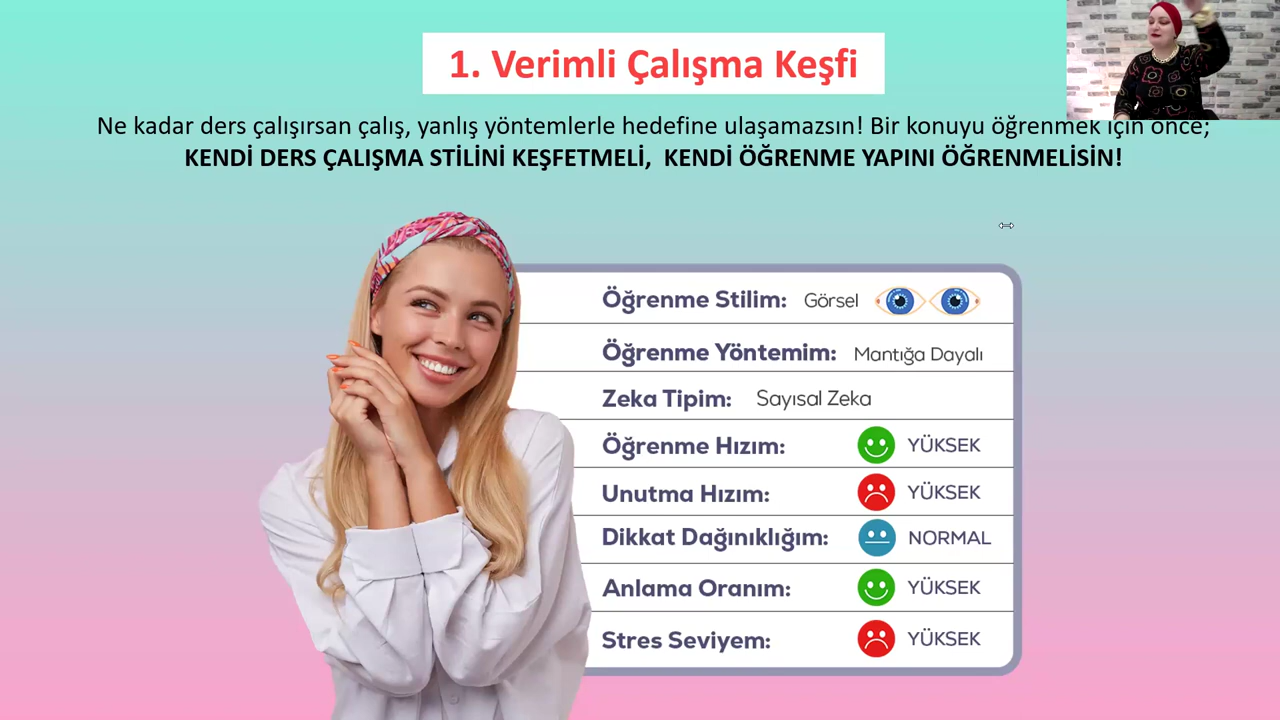 1. Verimli Çalışma Keşfi
Ne kadar ders çalışırsan çalış, yanlış yöntemlerle hedefine ulaşamazsın! Bir konuyu öğrenmek için önce;
KENDİ DERS ÇALIŞMA STİLİNİ KEŞFETMELİ, KENDİ ÖĞRENME YAPINI ÖĞRENMELİSİN!
Öğrenme Stilim: Görsel
Öğrenme Yöntemim: Mantığa Dayalı
Zeka Tipim: Sayısal Zeka
Öğrenme Hızım: YÜKSEK
Unutma Hızım: YÜKSEK
Dikkat Dağınıklığım: NORMAL
Anlama Oranım: YÜKSEK
Stres Seviyem: YÜKSEK